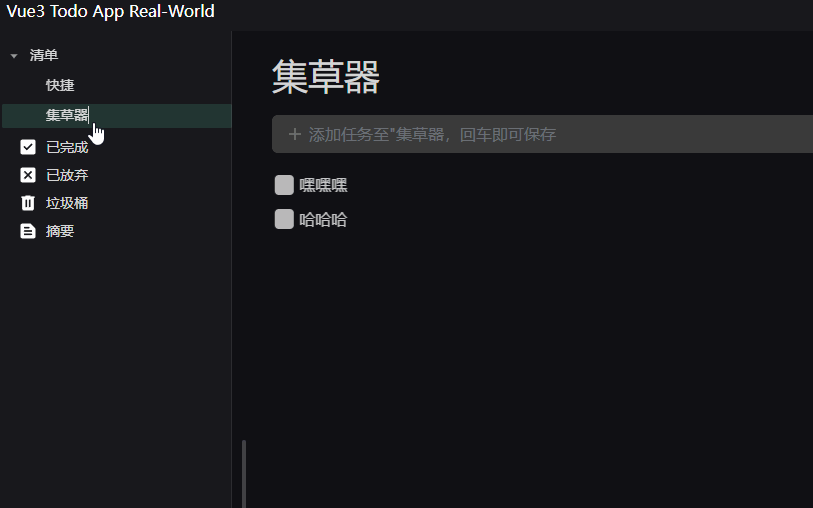 Vue3 Todo App Real-World
清单
快捷
集草器
已完成
已放弃
垃圾桶
摘要
集草器
+ 添加任务至"集草器，回车即可保存
嘿嘿嘿
哈哈哈